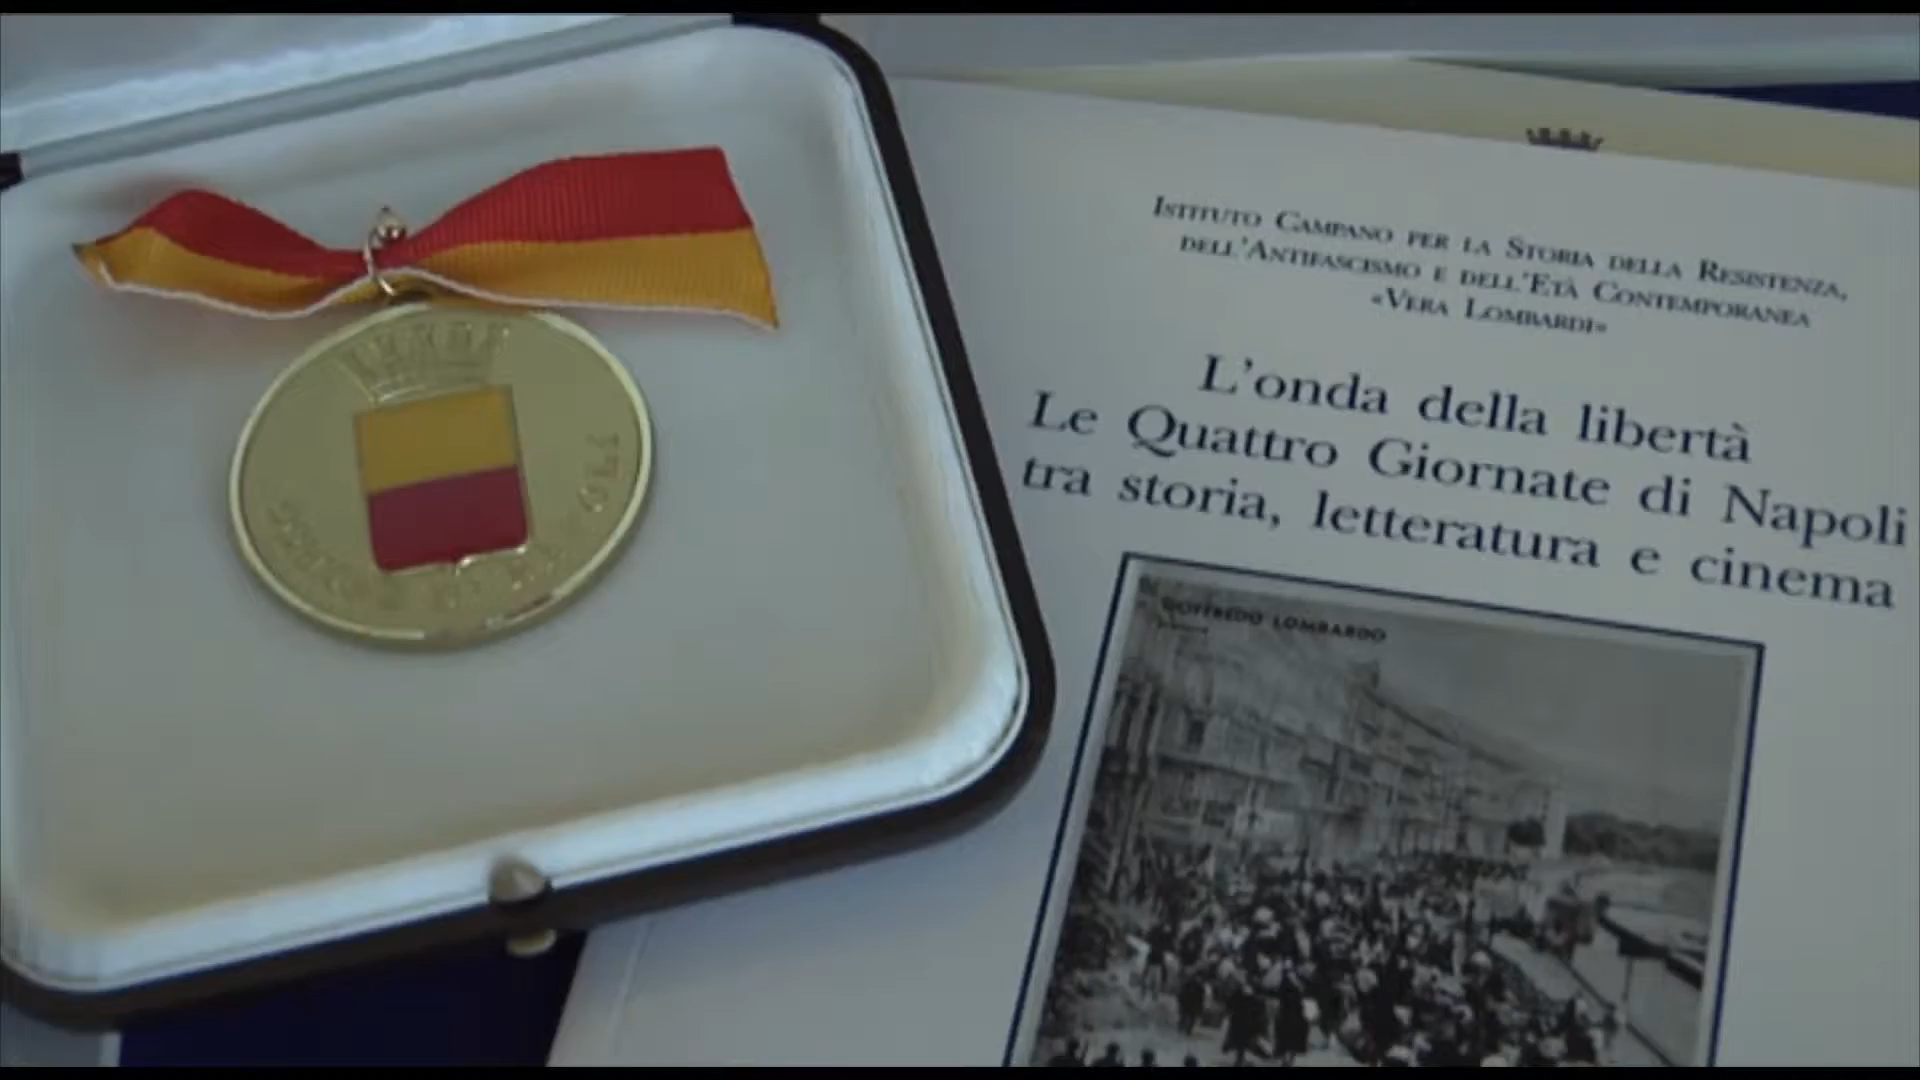 ISTITUTO CAMPANO PER LA STORIA DELLA RESISTENZA,
DELL'ANTIFASCISMO E DELL'ETÀ CONTEMPORANEA
«VERA LOMBARDI»
L'onda della libertà
Le Quattro Giornate di Napoli
tra storia, letteratura e cinema
GOFFREDO LOMBARDO